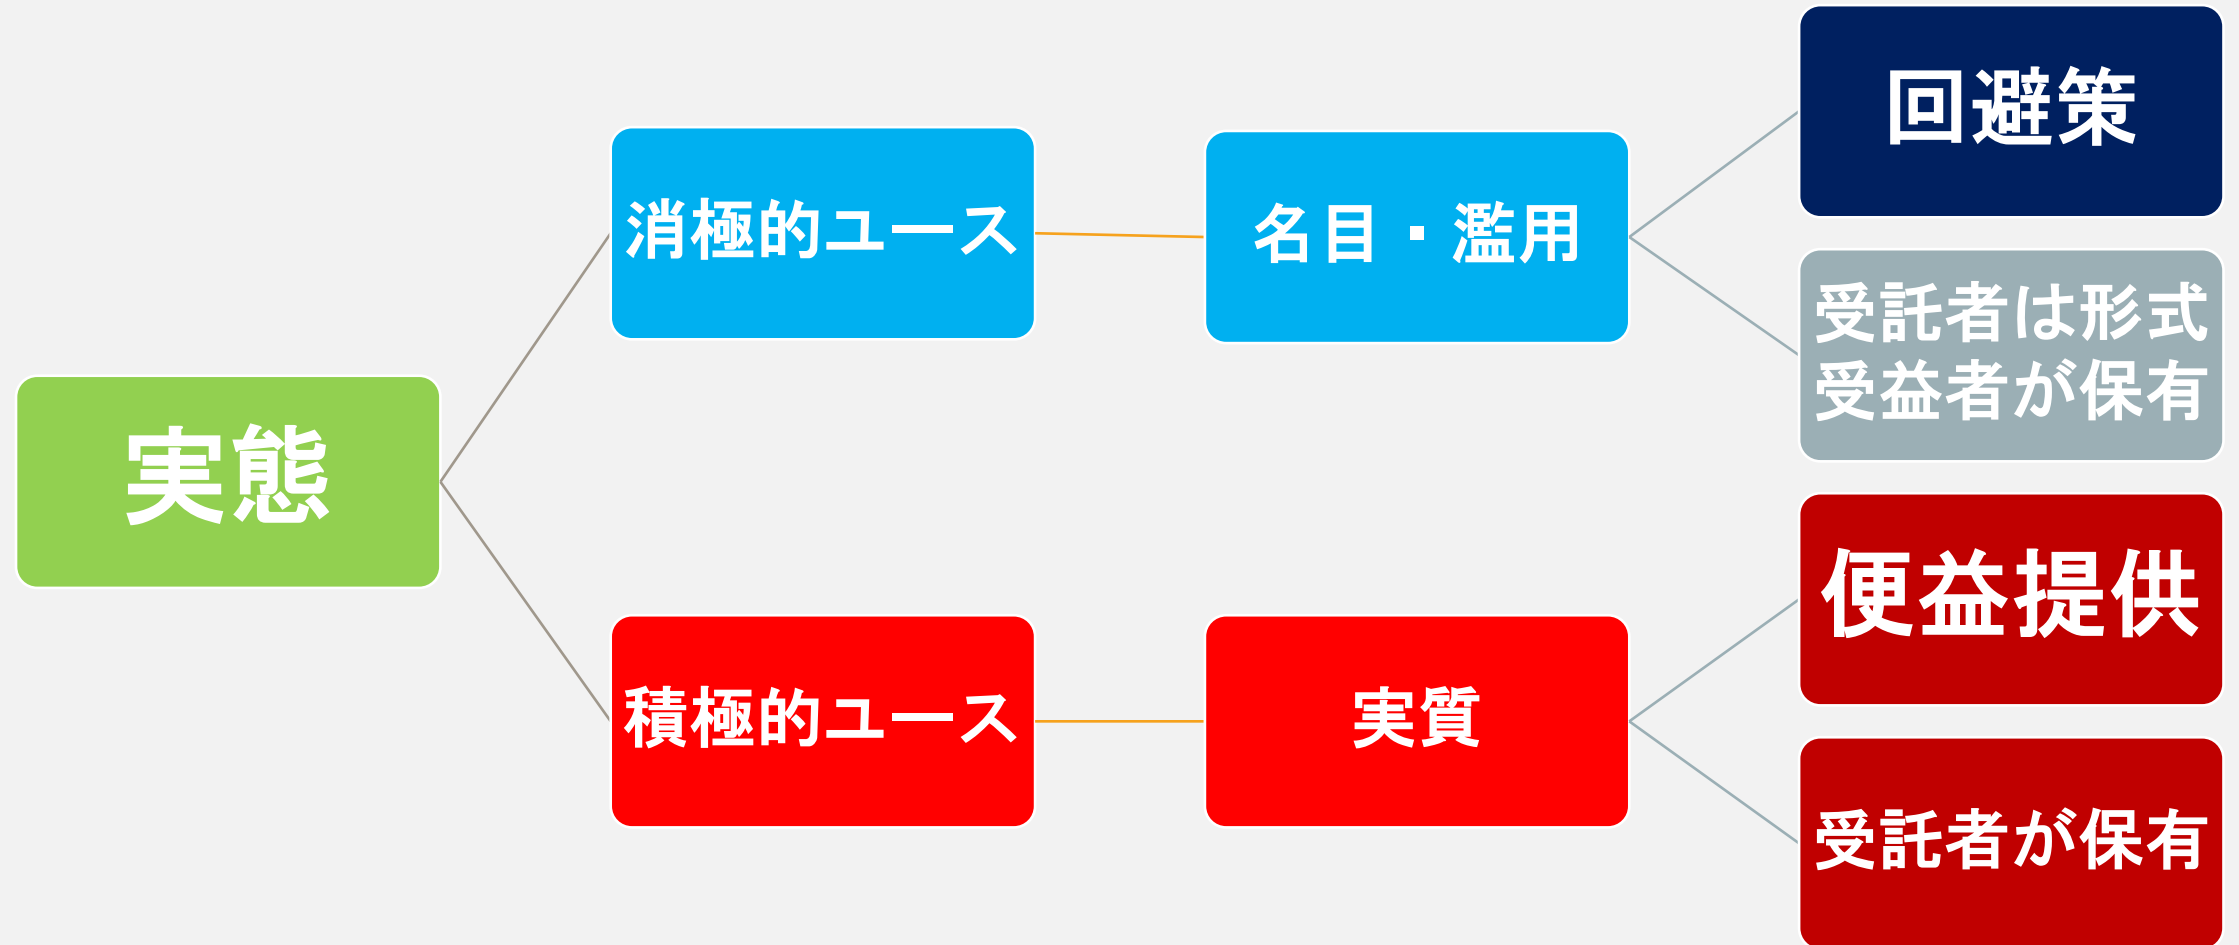 実態
消極的ユース
名目・濫用
回避策
受託者は形式
受益者が保有
積極的ユース
実質
便益提供
受託者が保有